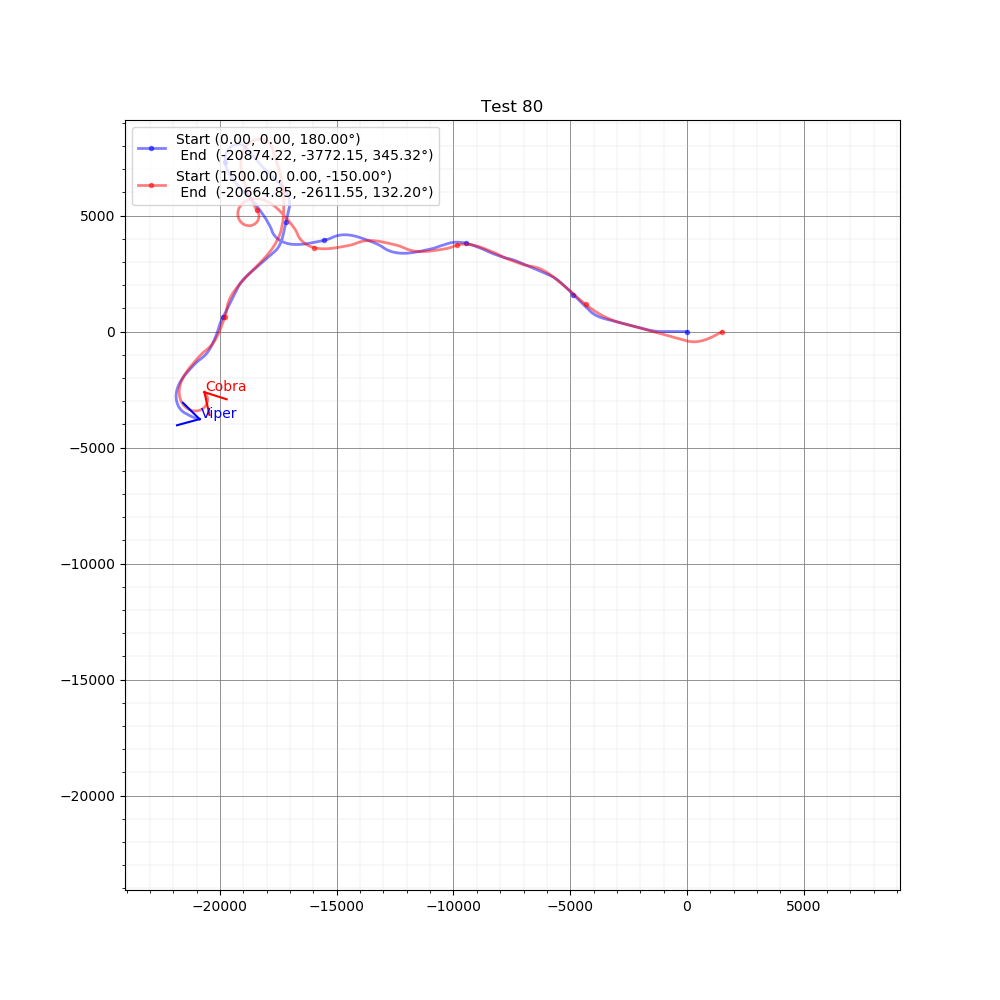 Test 80
Start (0.00, 0.00, 180.00°)
End (-20874.22, -3772.15, 345.32°)
Start (1500.00, 0.00, -150.00°)
End (-20664.85, -2611.55, 132.20°)
5000
0
−5000
−10000
−15000
−20000
Cobra
Viper
−20000
−15000
−10000
−5000
0
5000